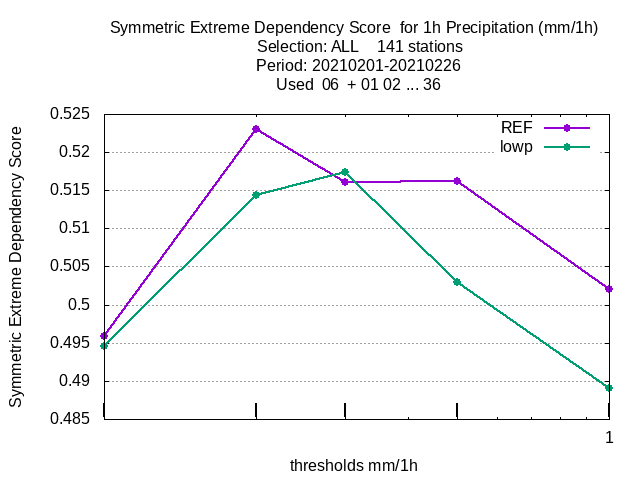 Symmetric Extreme Dependency Score  for 1h Precipitation (mm/1h)
Selection: ALL    141 stations
Period: 20210201-20210226
Used  06  + 01 02 ... 36
Symmetric Extreme Dependency Score
0.525
0.52
0.515
0.51
0.505
0.5
0.495
0.49
0.485
REF
lowp
1
thresholds mm/1h